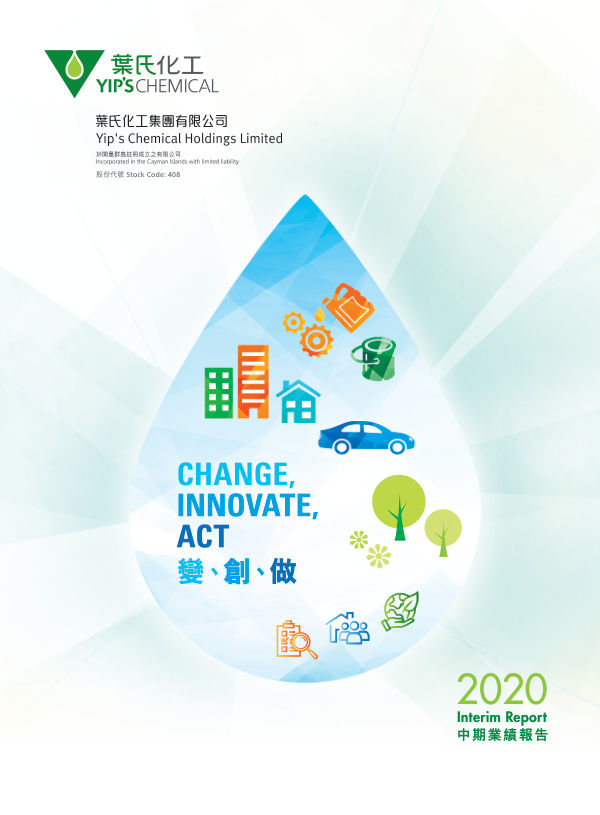 葉氏化工
YIP'S CHEMICAL
葉氏化工集團有限公司
Yip's Chemical Holdings Limited
於開曼群島註冊成立之有限公司
Incorporated in the Cayman Islands with limited liability
股份代號 Stock Code: 408
CHANGE,
INNOVATE,
ACT
變、創、做
2020
Interim Report
中期業績報告